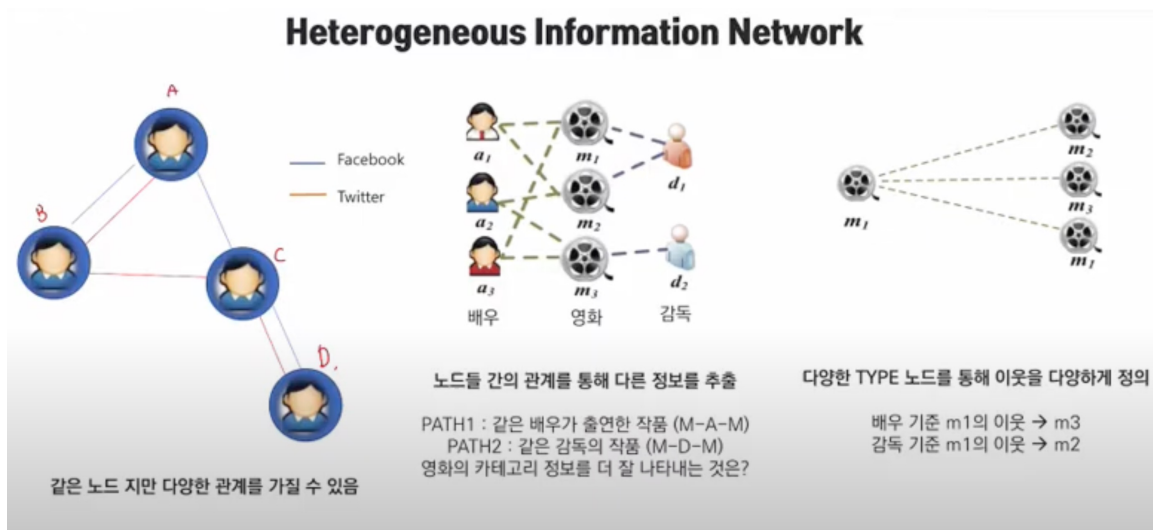 Heterogeneous Information Network
A
B
C
D.
Facebook
Twitter
a1
a2
a3
배우
m1
m2
m3
영화
d1
d2
감독
m1
m2
m3
m1
같은 노드 지만 다양한 관계를 가질 수 있음
노드들 간의 관계를 통해 다른 정보를 추출
PATH1 : 같은 배우가 출연한 작품 (M-A-M)
PATH2 : 같은 감독의 작품 (M-D-M)
영화의 카테고리 정보를 더 잘 나타내는 것은?
다양한 TYPE 노드를 통해 이웃을 다양하게 정의
배우 기준 m1의 이웃 → m3
감독 기준 m1의 이웃 → m2